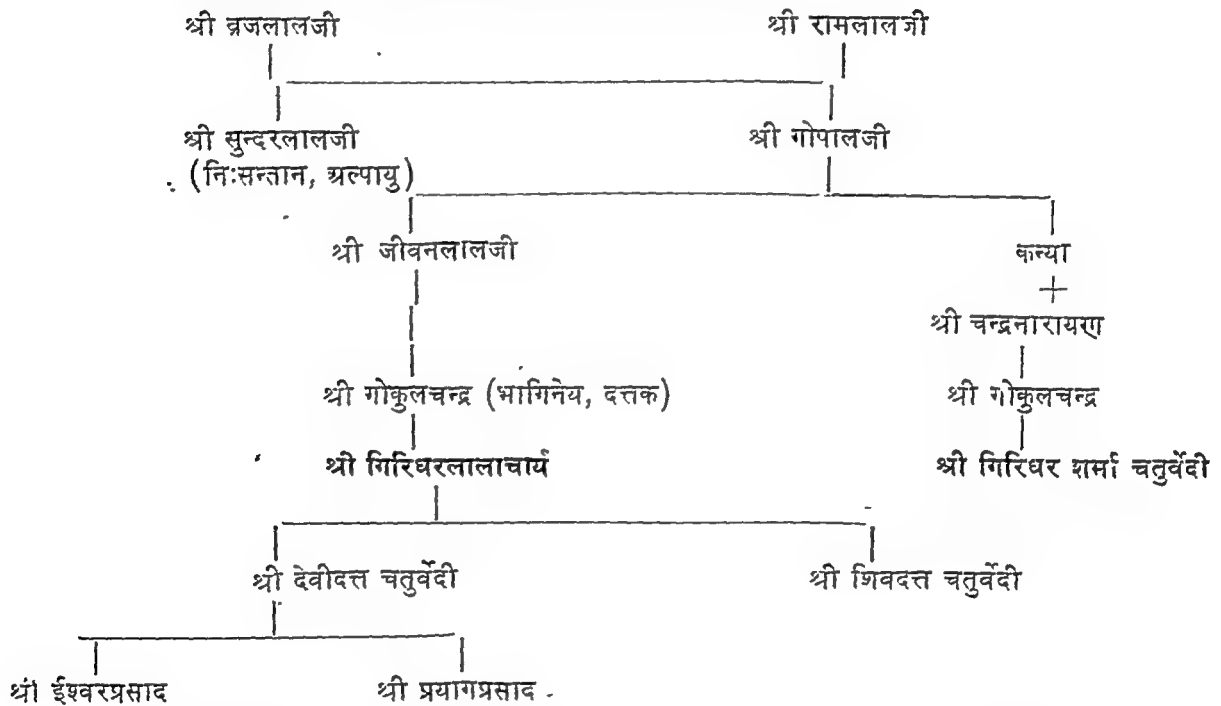 श्री व्रजलालजी श्री रामलालजी
श्री सुन्दरलालजी श्री गोपालजी
(निःसन्तान, अल्पायु)
श्री जीवनलालजी कन्या
+
श्री चन्द्रनारायण
श्री गोकुलचन्द्र (भागिनेय, दत्तक) श्री गोकुलचन्द्र
श्री गिरिधरलालाचार्य श्री गिरिधर शर्मा चतुर्वेदी
श्री देवीदत्त चतुर्वेदी श्री शिवदत्त चतुर्वेदी
श्री ईश्वरप्रसाद श्री प्रयागप्रसाद